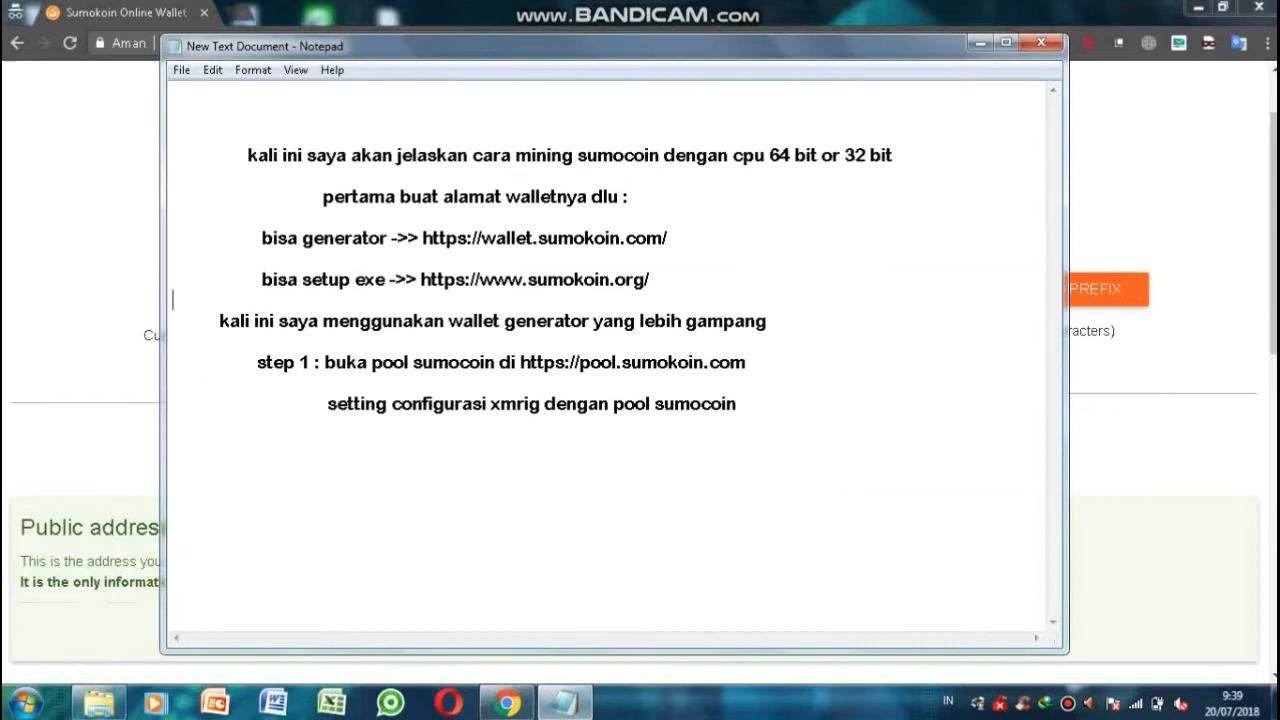 www.BANDICAM.com
Sumokoin Online Wallet
Aman
New Text Document - Notepad
File Edit Format View Help
kali ini saya akan jelaskan cara mining sumocoin dengan cpu 64 bit or 32 bit
pertama buat alamat walletnya dlu :
bisa generator ->> https://wallet.sumokoin.com/
bisa setup exe ->> https://www.sumokoin.org/
PREFIX
kali ini saya menggunakan wallet generator yang lebih gampang
Cu
racters)
step 1 : buka pool sumocoin di https://pool.sumokoin.com
setting configurasi xmrig dengan pool sumocoin
Public addres
This is the address you
It is the only informat
IN
9:39
20/07/2018